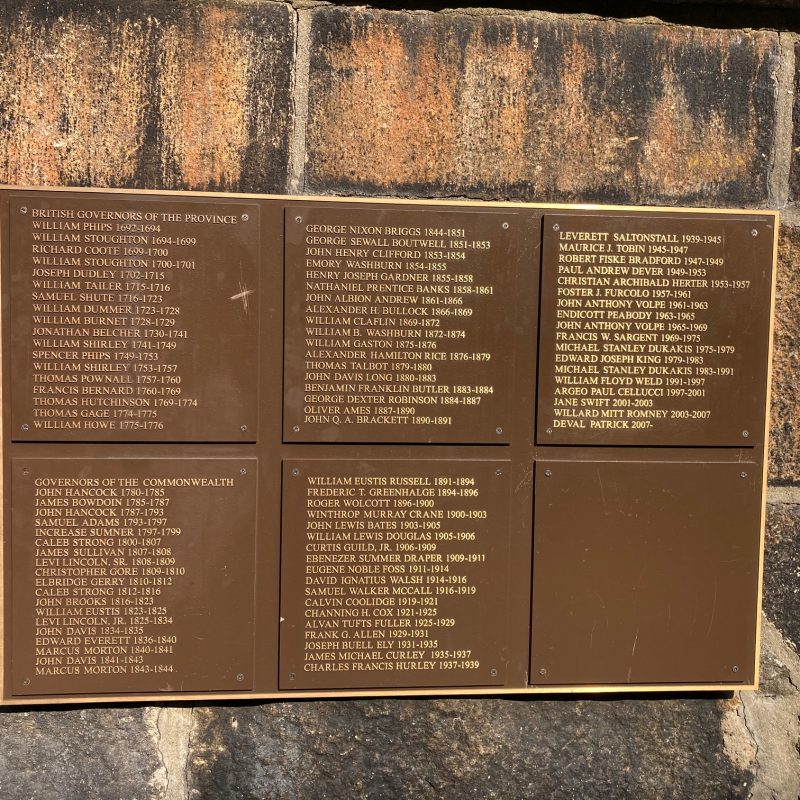 BRITISH GOVERNORS OF THE PROVINCE
WILLIAM PHIPS 1692-1694
WILLIAM STOUGHTON 1694-1699
RICHARD COOTE 1699-1700
WILLIAM STOUGHTON 1700-1701
JOSEPH DUDLEY 1702-1715
WILLIAM TAILER 1715-1716
SAMUEL SHUTE 1716-1723
WILLIAM DUMMER 1723-1728
WILLIAM BURNET 1728-1729
JONATHAN BELCHER 1730-1741
WILLIAM SHIRLEY 1741-1749
SPENCER PHIPS 1749-1753
WILLIAM SHIRLEY 1753-1757
THOMAS POWNALL 1757-1760
FRANCIS BERNARD 1760-1769
THOMAS HUTCHINSON 1769-1774
THOMAS GAGE 1774-1775
WILLIAM HOWE 1775-1776
GOVERNORS OF THE COMMONWEALTH
JOHN HANCOCK 1780-1785
JAMES BOWDOIN 1785-1787
JOHN HANCOCK 1787-1793
SAMUEL ADAMS 1793-1797
INCREASE SUMNER 1797-1799
CALEB STRONG 1800-1807
JAMES SULLIVAN 1807-1808
LEVI LINCOLN, SR. 1808-1809
CHRISTOPHER GORE 1809-1810
ELBRIDGE GERRY 1810-1812
CALEB STRONG 1812-1816
JOHN BROOKS 1816-1823
WILLIAM EUSTIS 1823-1825
LEVI LINCOLN, JR. 1825-1834
JOHN DAVIS 1834-1835
EDWARD EVERETT 1836-1840
MARCUS MORTON 1840-1841
JOHN DAVIS 1841-1843
MARCUS MORTON 1843-1844
GEORGE NIXON BRIGGS 1844-1851
GEORGE SEWALL BOUTWELL 1851-1853
JOHN HENRY CLIFFORD 1853-1854
EMORY WASHBURN 1854-1855
HENRY JOSEPH GARDNER 1855-1858
NATHANIEL PRENTICE BANKS 1858-1861
JOHN ALBION ANDREW 1861-1866
ALEXANDER H. BULLOCK 1866-1869
WILLIAM CLAFLIN 1869-1872
WILLIAM B. WASHBURN 1872-1874
WILLIAM GASTON 1875-1876
ALEXANDER HAMILTON RICE 1876-1879
THOMAS TALBOT 1879-1880
JOHN DAVIS LONG 1880-1883
BENJAMIN FRANKLIN BUTLER 1883-1884
GEORGE DEXTER ROBINSON 1884-1887
OLIVER AMES 1887-1890
JOHN Q. A. BRACKETT 1890-1891
WILLIAM EUSTIS RUSSELL 1891-1894
FREDERIC T. GREENHALGE 1894-1896
ROGER WOLCOTT 1896-1900
WINTHROP MURRAY CRANE 1900-1903
JOHN LEWIS BATES 1903-1905
WILLIAM LEWIS DOUGLAS 1905-1906
CURTIS GUILD, JR. 1906-1909
EBENEZER SUMMER DRAPER 1909-1911
EUGENE NOBLE FOSS 1911-1914
DAVID IGNATIUS WALSH 1914-1916
SAMUEL WALKER MCCALL 1916-1919
CALVIN COOLIDGE 1919-1921
CHANNING H. COX 1921-1925
ALVAN TUFTS FULLER 1925-1929
FRANK G. ALLEN 1929-1931
JOSEPH BUELL ELY 1931-1935
JAMES MICHAEL CURLEY 1935-1937
CHARLES FRANCIS HURLEY 1937-1939
LEVERETT SALTONSTALL 1939-1945
MAURICE J. TOBIN 1945-1947
ROBERT FISKE BRADFORD 1947-1949
PAUL ANDREW DEVER 1949-1953
CHRISTIAN ARCHIBALD HERTER 1953-1957
FOSTER J. FURCOLO 1957-1961
JOHN ANTHONY VOLPE 1961-1963
ENDICOTT PEABODY 1963-1965
JOHN ANTHONY VOLPE 1965-1969
FRANCIS W. SARGENT 1969-1975
MICHAEL STANLEY DUKAKIS 1975-1979
EDWARD JOSEPH KING 1979-1983
MICHAEL STANLEY DUKAKIS 1983-1991
WILLIAM FLOYD WELD 1991-1997
ARGEO PAUL CELLUCCI 1997-2001
JANE SWIFT 2001-2003
WILLARD MITT ROMNEY 2003-2007
DEVAL PATRICK 2007-